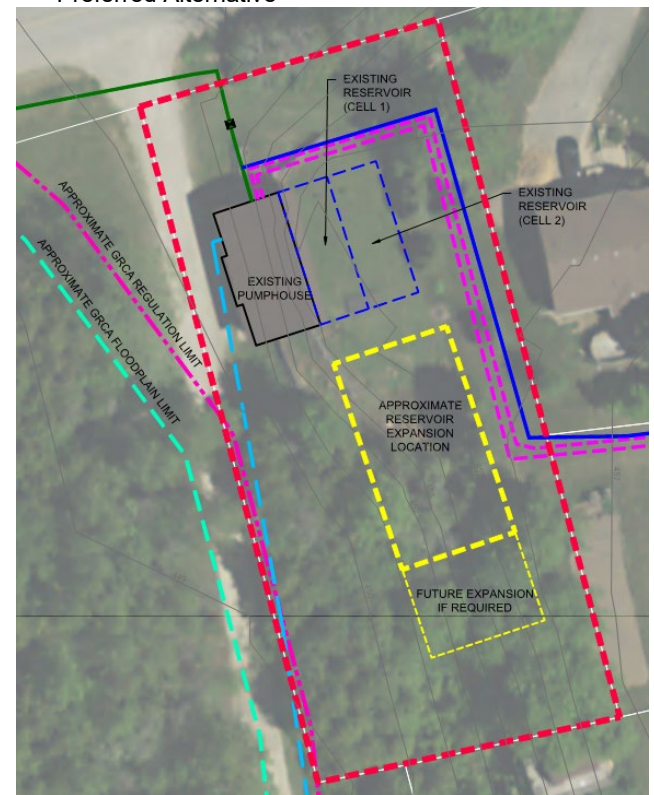 Preferred Alternative
EXISTING
RESERVOIR
(CELL 1)
EXISTING
RESERVOIR
(CELL 2)
APPROXIMATE GRCA REGULATION LIMIT
APPROXIMATE GRCA FLOODPLAIN LIMIT
EXISTING
PUMPHOUSE
APPROXIMATE
RESERVOIR
EXPANSION
LOCATION
FUTURE EXPANSION
IF REQUIRED